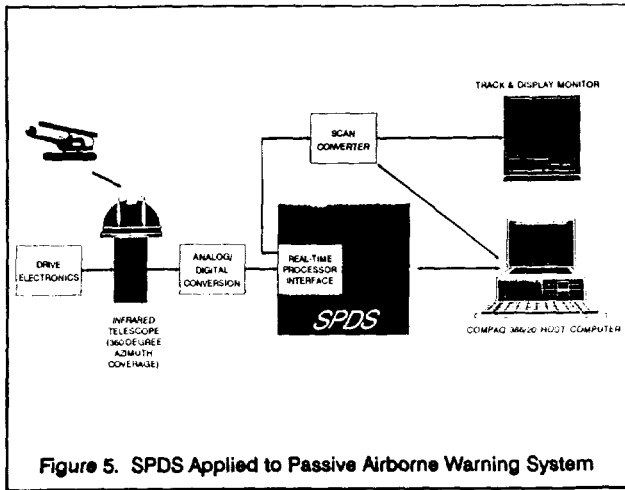 TRACK & DISPLAY MONITOR
SCAN
CONVERTER
DRIVE
ELECTRONICS
ANALOG/
DIGITAL
CONVERSION
REAL-TIME
PROCESSOR
INTERFACE
SPDS
INFRARED
TELESCOPE
(360 DEGREE
AZIMUTH
COVERAGE)
COMPAQ 386/20 HOST COMPUTER
Figure 5. SPDS Applied to Passive Airborne Warning System